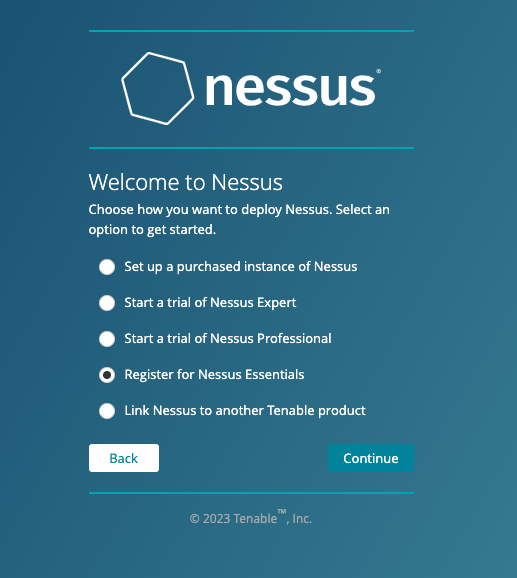 nessus®
Welcome to Nessus
Choose how you want to deploy Nessus. Select an
option to get started.
Set up a purchased instance of Nessus
Start a trial of Nessus Expert
Start a trial of Nessus Professional
Register for Nessus Essentials
Link Nessus to another Tenable product
Back
Continue
© 2023 Tenable™, Inc.